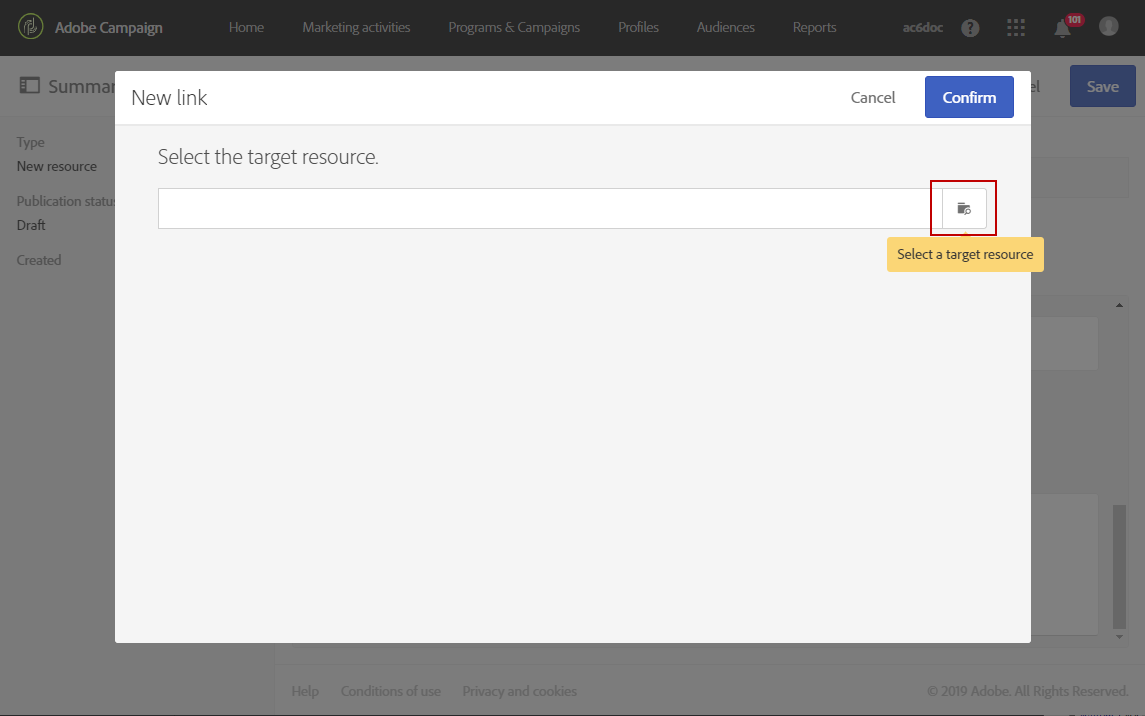 Adobe Campaign Home Marketing activities Programs & Campaigns Profiles Audiences Reports ac6doc ? 101
Summar
Save
New link Cancel Confirm
Select the target resource.
Select a target resource
Type
New resource
Publication status
Draft
Created
Help Conditions of use Privacy and cookies © 2019 Adobe. All Rights Reserved.